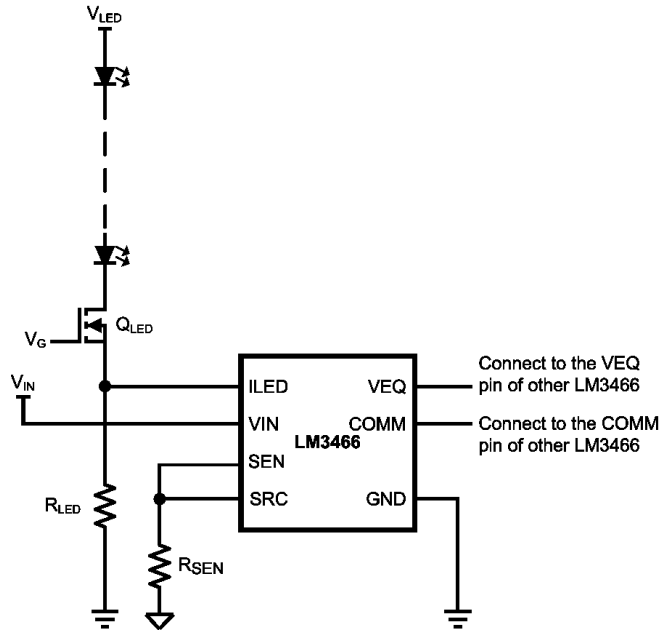 VLED
QLED
VG
VIN
Connect to the VEQ
pin of other LM3466
Connect to the COMM
pin of other LM3466
ILED
VEQ
VIN
COMM
LM3466
SEN
SRC
GND
RLED
RSEN